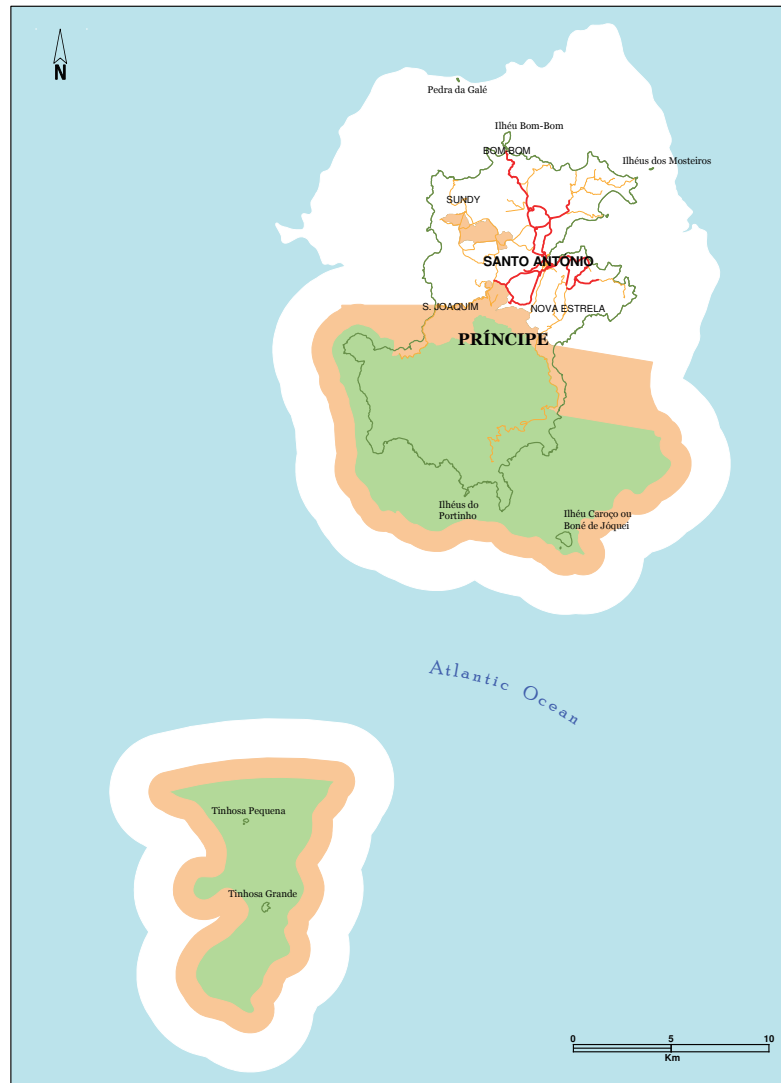 N
Pedra da Galé
Ilhéu Bom-Bom
BOM-BOM
Ilhéus dos Mosteiros
SUNDY
SANTO ANTONIO
S. JOAQUIM
NOVA ESTRELA
PRÍNCIPE
Ilhéus do
Portinho
Ilhéu Caroço ou
Boné de Jóquei
Atlantic Ocean
Tinhosa Pequena
Tinhosa Grande
0 5 10
Km